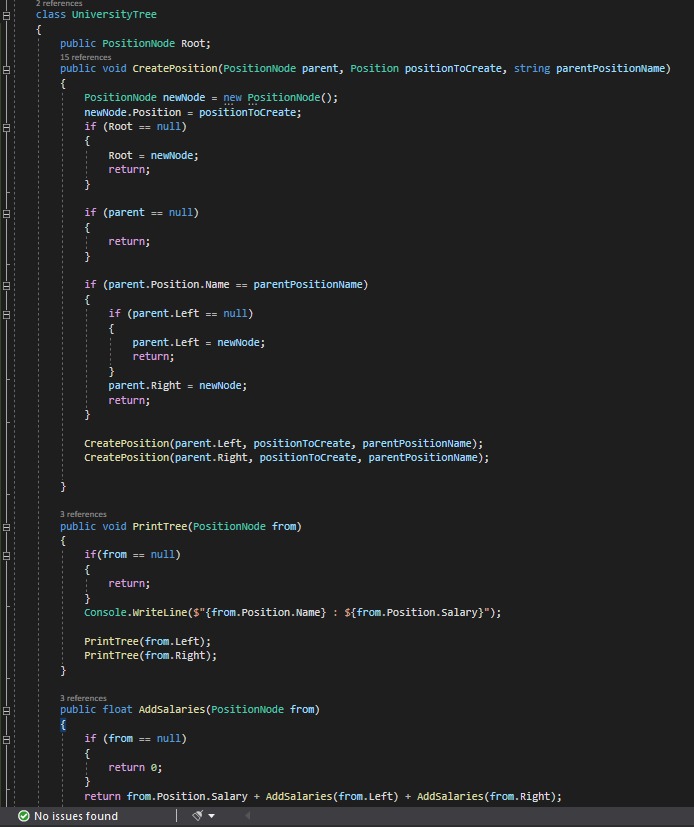 2 references
class UniversityTree
{
public PositionNode Root;
15 references
public void CreatePosition(PositionNode parent, Position positionToCreate, string parentPositionName)
{
PositionNode newNode = new PositionNode();
newNode.Position = positionToCreate;
if (Root == null)
{
Root = newNode;
return;
}
if (parent == null)
{
return;
}
if (parent.Position.Name == parentPositionName)
{
if (parent.Left == null)
{
parent.Left = newNode;
return;
}
parent.Right = newNode;
return;
}
CreatePosition(parent.Left, positionToCreate, parentPositionName);
CreatePosition(parent.Right, positionToCreate, parentPositionName);
}
3 references
public void PrintTree(PositionNode from)
{
if(from == null)
{
return;
}
Console.WriteLine($"{from.Position.Name} : ${from.Position.Salary}");
PrintTree(from.Left);
PrintTree(from.Right);
}
3 references
public float AddSalaries(PositionNode from)
{
if (from == null)
{
return 0;
}
return from.Position.Salary + AddSalaries(from.Left) + AddSalaries(from.Right);
No issues found